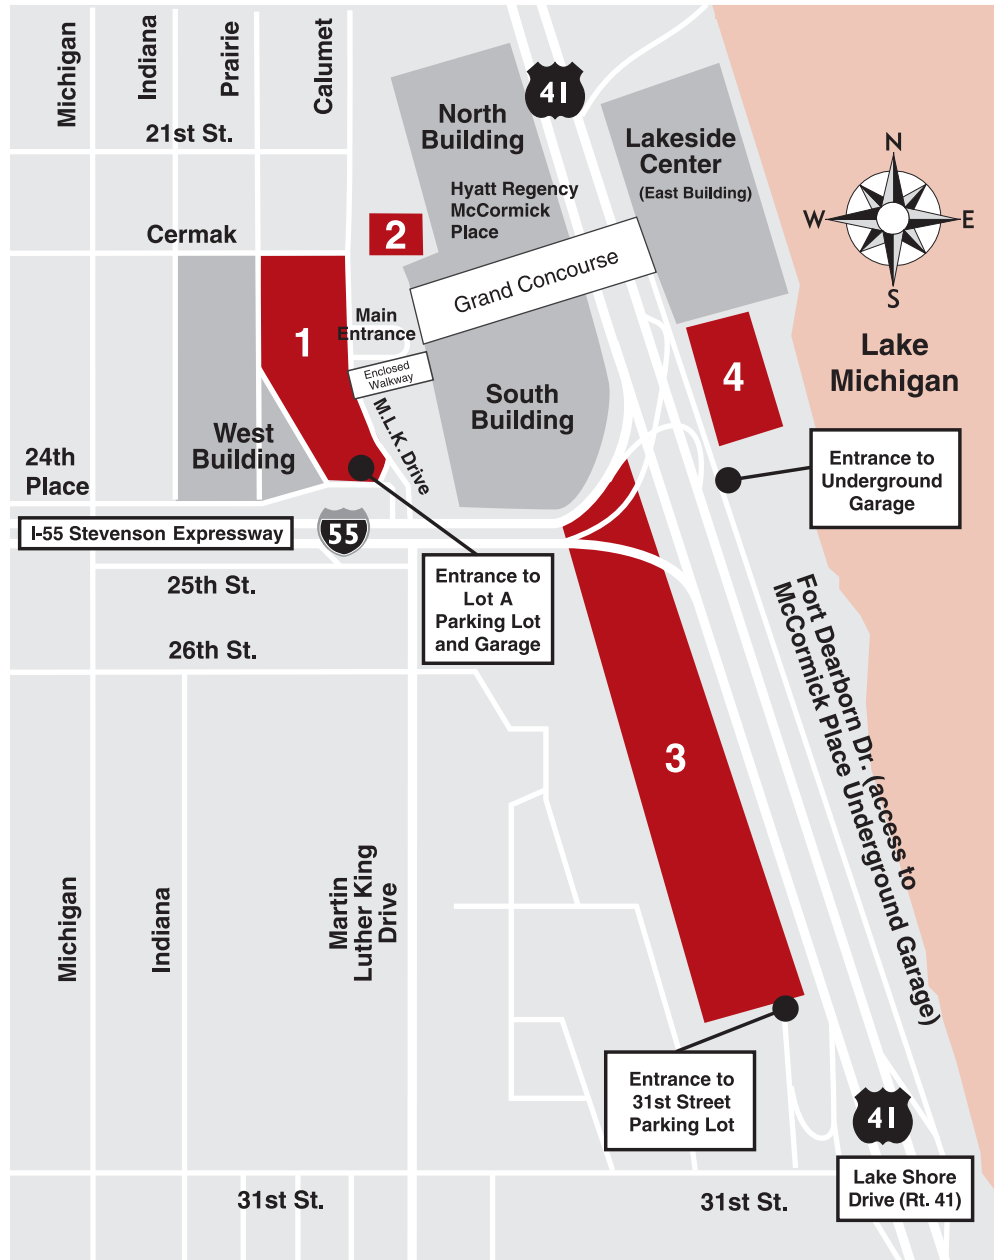 Michigan
Indiana
Prairie
Calumet
41
North
Building
Lakeside
Center
(East Building)
21st St.
N
W
E
S
Hyatt Regency
McCormick
Place
2
Cermak
Grand Concourse
Main
Entrance
1
Enclosed
Walkway
Lake
Michigan
4
South
Building
M.L.K. Drive
West
Building
24th
Place
Entrance to
Underground
Garage
I-55 Stevenson Expressway
55
Entrance to
Lot A
Parking Lot
and Garage
25th St.
26th St.
Fort Dearborn Dr. (access to
McCormick Place Underground Garage)
3
Michigan
Indiana
Martin
Luther King
Drive
Entrance to
31st Street
Parking Lot
41
Lake Shore
Drive (Rt. 41)
31st St.
31st St.